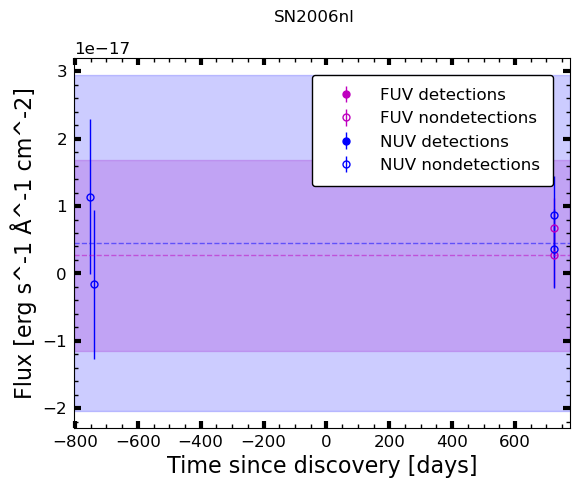 SN2006nl
1e−17
3
2
1
0
−1
−2
Flux [erg s^-1 Å^-1 cm^-2]
FUV detections
FUV nondetections
NUV detections
NUV nondetections
−800 −600 −400 −200 0 200 400 600
Time since discovery [days]